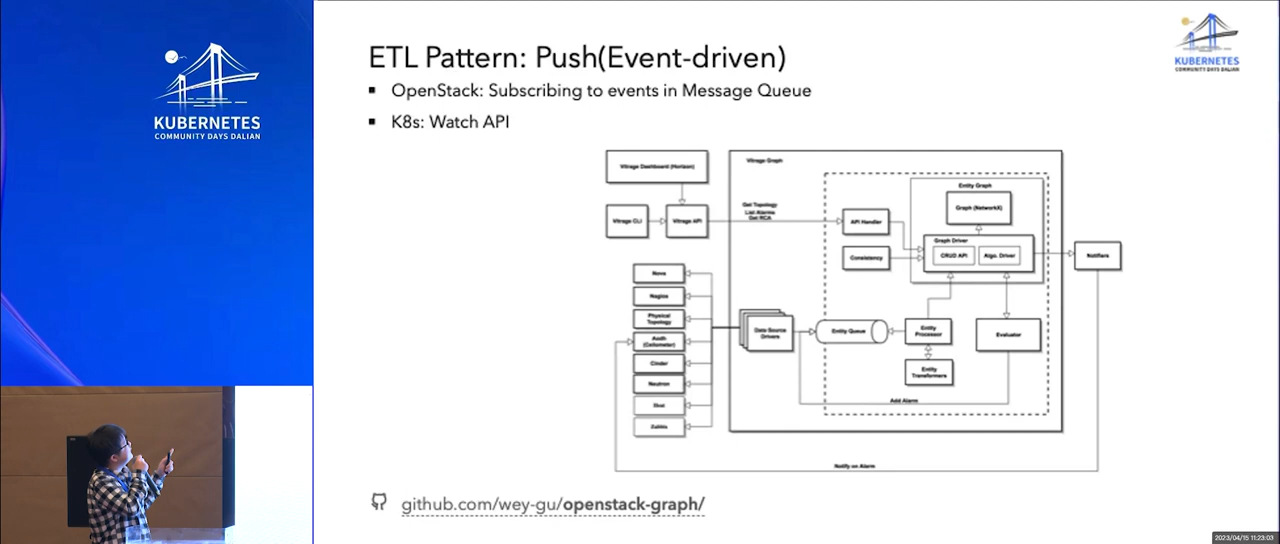 KUBERNETES
COMMUNITY DAYS DALIAN
ETL Pattern: Push(Event-driven)
KUBERNETES
COMMUNITY DAYS DALIAN
▪ OpenStack: Subscribing to events in Message Queue
▪ K8s: Watch API
Vitrage Dashboard (Horizon)
Vitrage CLI
Vitrage API
Get Topology
List Alarms
Get RCA
Vitrage Graph
Entity Graph
Graph (NetworkX)
API Handler
Graph Driver
CRUD API
Algo. Driver
Consistency
Notifiers
Nova
Nagios
Physical
Topology
Aodh
(Ceilometer)
Cinder
Neutron
Heat
Zabbix
Data Source
Drivers
Entity Queue
Entity
Processor
Evaluator
Entity
Transformers
Add Alarm
Notify on Alarm
github.com/wey-gu/openstack-graph/
2023/04/15 11:23:03